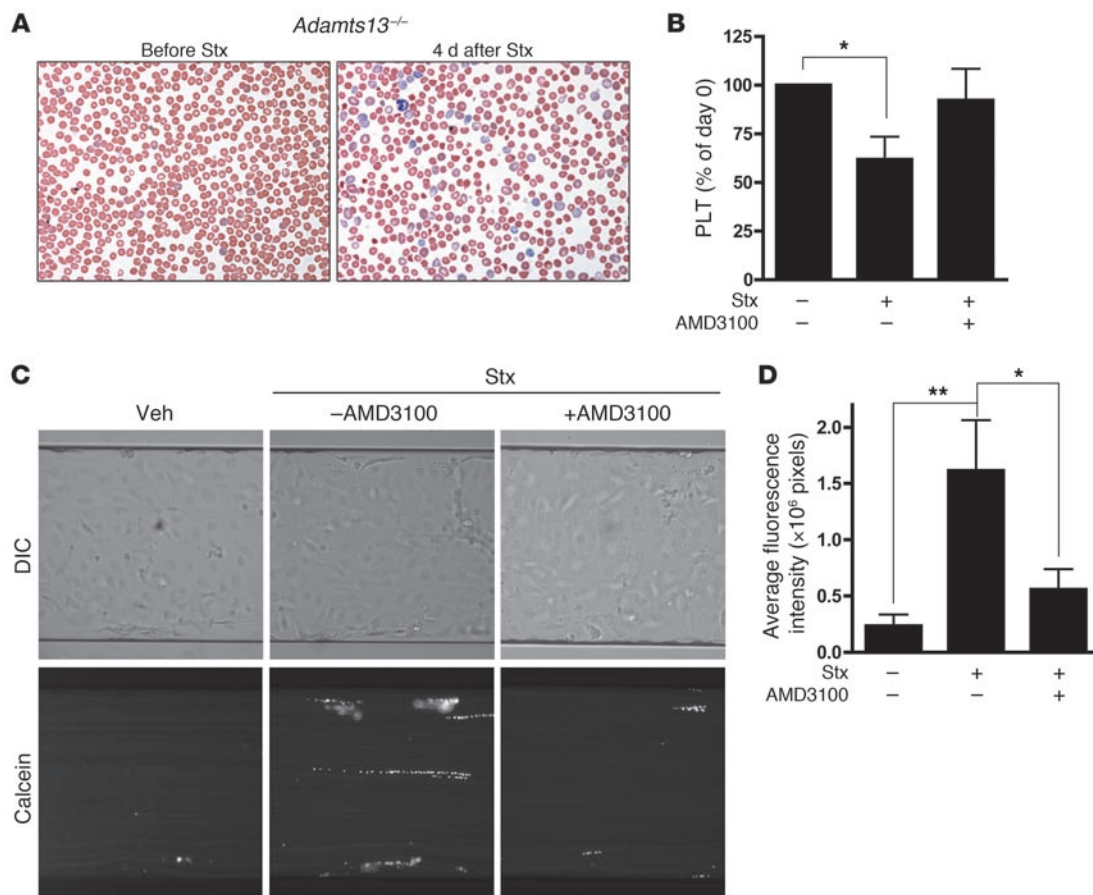 A
Adamts13–/–
Before Stx
4 d after Stx
B
125
100
75
50
25
0
PLT (% of day 0)
*
Stx – + +
AMD3100 – – +
C
Stx
Veh
–AMD3100
+AMD3100
DIC
Calcein
D
2.0
1.5
1.0
0.5
0.0
Average fluorescence
intensity (×10⁶ pixels)
**
*
Stx – + +
AMD3100 – – +